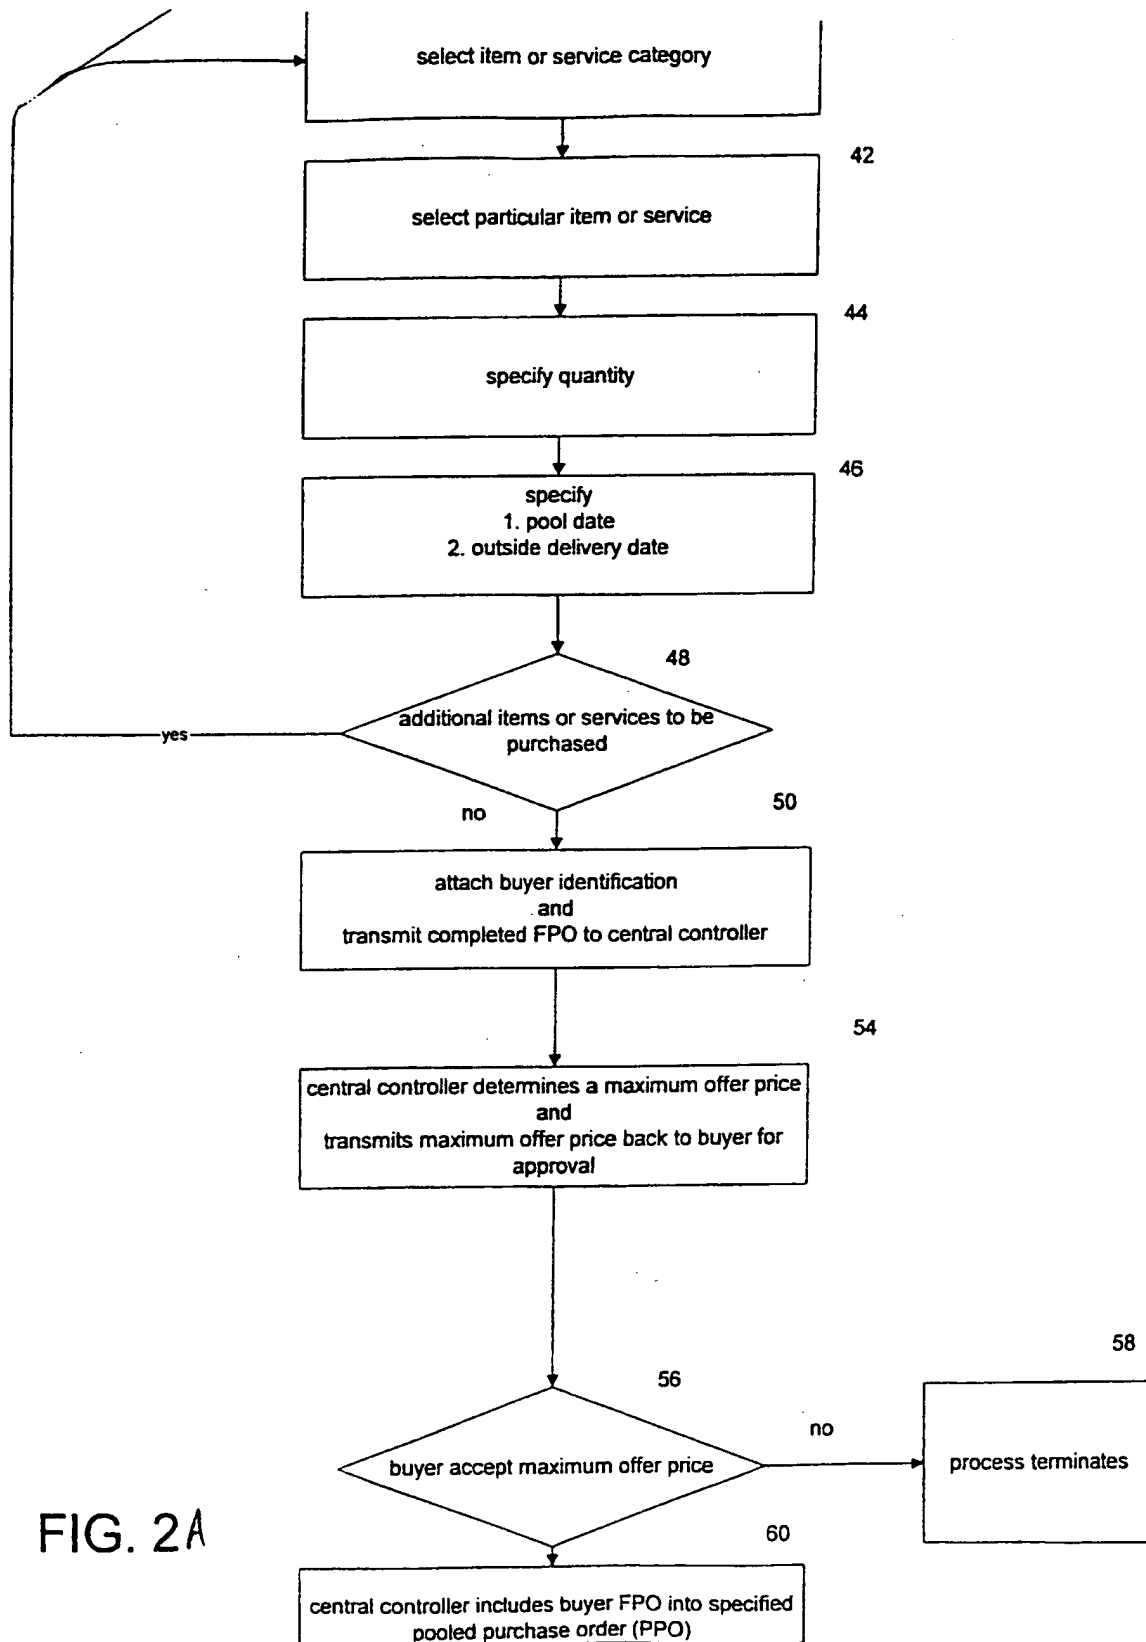 select item or service category
42
select particular item or service
44
specify quantity
46
specify
1. pool date
2. outside delivery date
48
additional items or services to be
purchased
yes
no
50
attach buyer identification
and
transmit completed FPO to central controller
54
central controller determines a maximum offer price
and
transmits maximum offer price back to buyer for
approval
56
58
buyer accept maximum offer price
no
process terminates
FIG. 2A
60
central controller includes buyer FPO into specified
pooled purchase order (PPO)